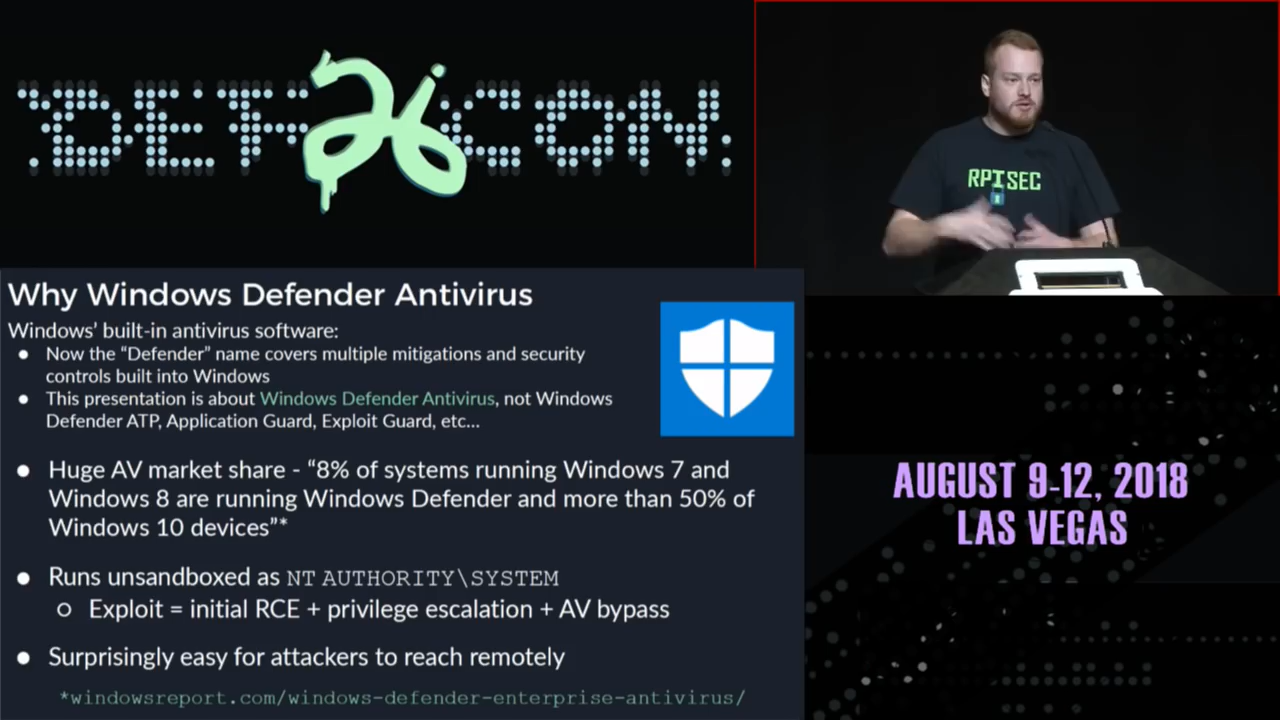 DEF 26 CON
RPISEC
Why Windows Defender Antivirus
Windows’ built-in antivirus software:
● Now the “Defender” name covers multiple mitigations and security
controls built into Windows
● This presentation is about Windows Defender Antivirus, not Windows
Defender ATP, Application Guard, Exploit Guard, etc...
● Huge AV market share - “8% of systems running Windows 7 and
Windows 8 are running Windows Defender and more than 50% of
Windows 10 devices”*
● Runs unsandboxed as NT AUTHORITY\SYSTEM
○ Exploit = initial RCE + privilege escalation + AV bypass
● Surprisingly easy for attackers to reach remotely
*windowsreport.com/windows-defender-enterprise-antivirus/
AUGUST 9-12, 2018
LAS VEGAS